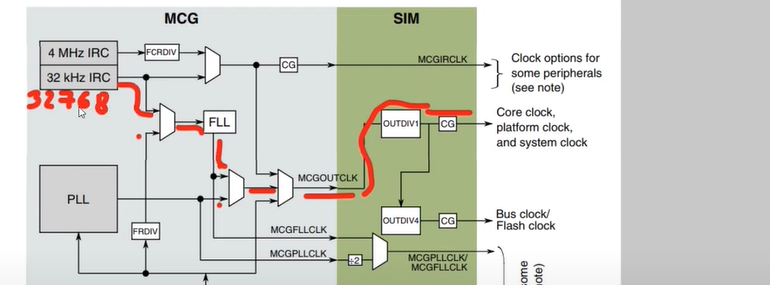 MCG
SIM
4 MHz IRC
FCRDIV
32 kHz IRC
CG
MCGIRCLK
Clock options for
some peripherals
(see note)
32768
FLL
OUTDIV1
CG
Core clock,
platform clock,
and system clock
MCGOUTCLK
PLL
FRDIV
OUTDIV4
CG
Bus clock/
Flash clock
MCGFLLCLK
MCGPLLCLK
÷2
MCGPLLCLK/
MCGFLLCLK